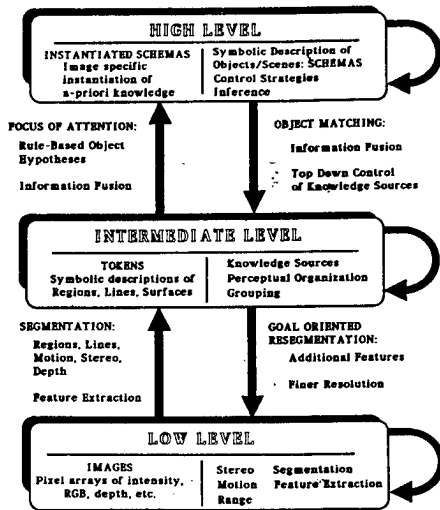 HIGH LEVEL
INSTANTIATED SCHEMAS
Image specific
instantiation of
a-priori knowledge
Symbolic Description of
Objects/Scenes: SCHEMAS
Control Strategies
Inference
FOCUS OF ATTENTION:
Rule-Based Object
Hypotheses
Information Fusion
OBJECT MATCHING:
Information Fusion
Top Down Control
of Knowledge Sources
INTERMEDIATE LEVEL
TOKENS
Symbolic descriptions of
Regions, Lines, Surfaces
Knowledge Sources
Perceptual Organization
Grouping
SEGMENTATION:
Regions, Lines,
Motion, Stereo,
Depth
Feature Extraction
GOAL ORIENTED
RESEGMENTATION:
Additional Features
Finer Resolution
LOW LEVEL
IMAGES
Pixel arrays of intensity,
RGB, depth, etc.
Stereo Segmentation
Motion Feature Extraction
Range